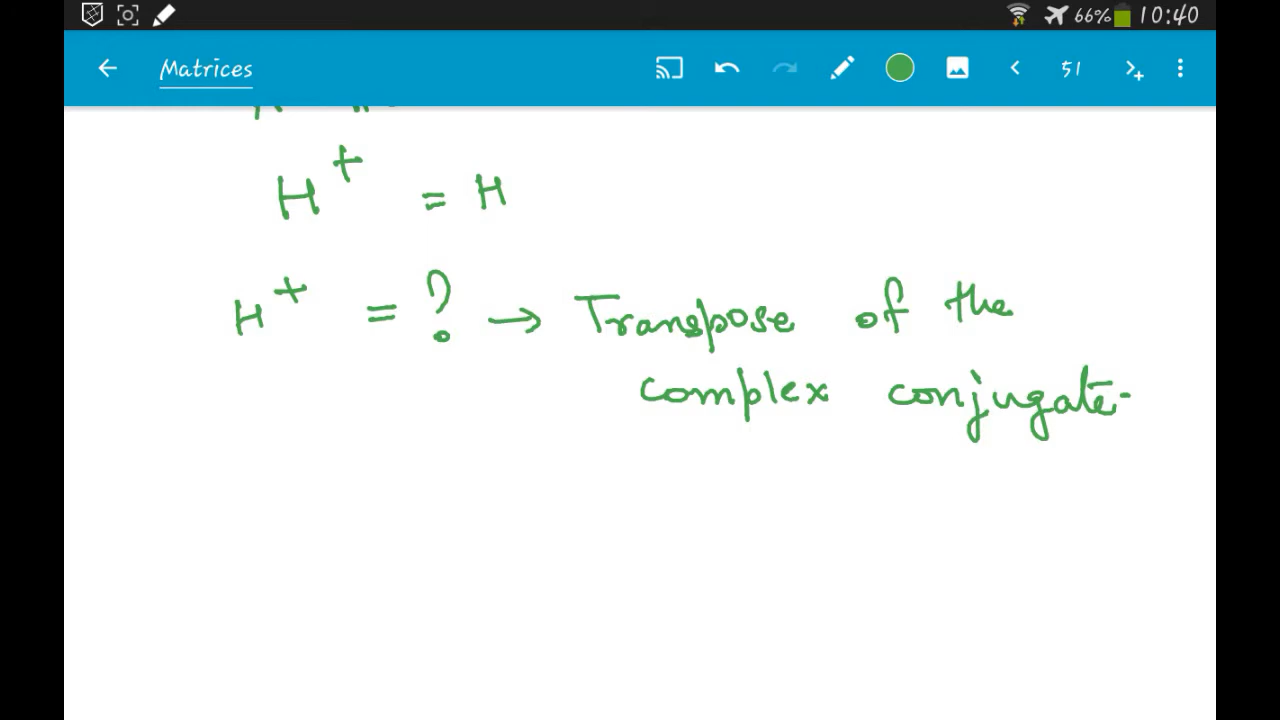 66% 10:40
Matrices 51
H⁺ = H
H⁺ = ? → Transpose of the
complex conjugate-